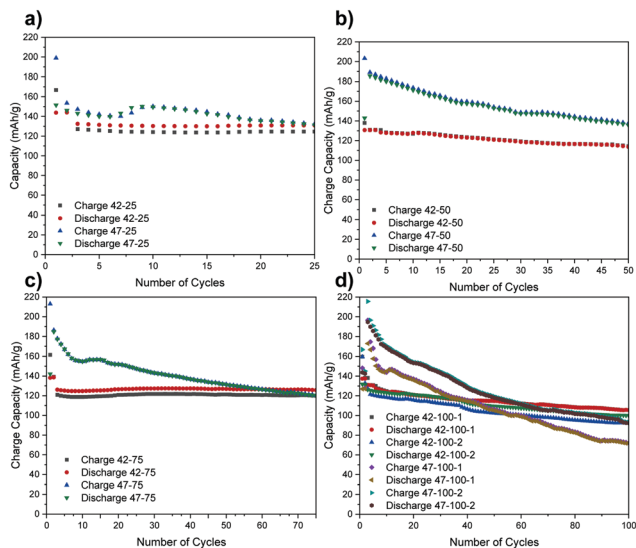 a)
220
200
180
160
140
120
100
80
60
40
20
0
Capacity (mAh/g)
Charge 42-25
Discharge 42-25
Charge 47-25
Discharge 47-25
0 5 10 15 20 25
Number of Cycles
b)
220
200
180
160
140
120
100
80
60
40
20
0
Charge Capacity (mAh/g)
Charge 42-50
Discharge 42-50
Charge 47-50
Discharge 47-50
0 10 20 30 40 50
Number of Cycles
c)
220
200
180
160
140
120
100
80
60
40
20
0
Charge Capacity (mAh/g)
Charge 42-75
Discharge 42-75
Charge 47-75
Discharge 47-75
0 10 20 30 40 50 60 70
Number of Cycles
d)
220
200
180
160
140
120
100
80
60
40
20
0
Capacity (mAh/g)
Charge 42-100-1
Discharge 42-100-1
Charge 42-100-2
Discharge 42-100-2
Charge 47-100-1
Discharge 47-100-1
Charge 47-100-2
Discharge 47-100-2
0 20 40 60 80 100
Number of Cycles